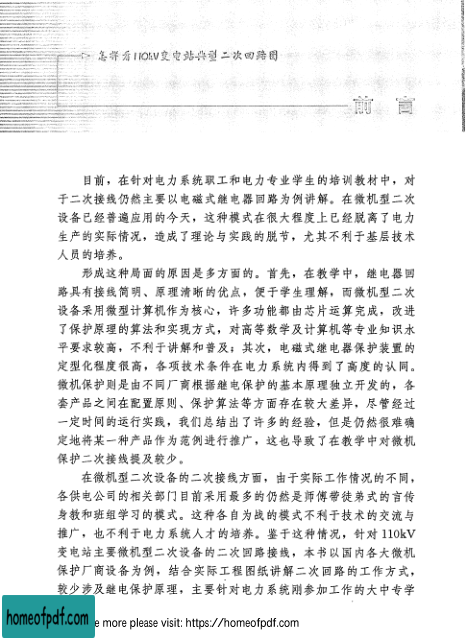 怎样看110kV变电站典型二次回路图
前 言
目前，在针对电力系统职工和电力专业学生的培训教材中，对
于二次接线仍然主要以电磁式继电器回路为例讲解。在微机型二次
设备已经普遍应用的今天，这种模式在很大程度上已经脱离了电力
生产的实际情况，造成了理论与实践的脱节，尤其不利于基层技术
人员的培养。
形成这种局面的原因是多方面的。首先，在教学中，继电器回
路具有接线简明、原理清晰的优点，便于学生理解，而微机型二次
设备采用微型计算机作为核心，许多功能都由芯片运算完成，改进
了保护原理的算法和实现方式，对高等数学及计算机等专业知识水
平要求较高，不利于讲解和普及；其次，电磁式继电器保护装置的
定型化程度很高，各项技术条件在电力系统内得到了高度的认同。
微机保护则是由不同厂商根据继电保护的基本原理独立开发的，各
套产品之间在配置原则、保护算法等方面存在较大差异，尽管经过
一定时间的运行实践，我们总结出了许多的经验，但是仍然很难确
定地将某一种产品作为范例进行推广，这也导致了在教学中对微机
保护二次接线提及较少。
在微机型二次设备的二次接线方面，由于实际工作情况的不同，
各供电公司的相关部门目前采用最多的仍然是师傅带徒弟式的言传
身教和班组学习的模式。这种各自为战的模式不利于技术的交流与
推广，也不利于电力系统人才的培养。鉴于这种情况，针对 110kV
变电站主要微机型二次设备的二次回路接线，本书以国内各大微机
保护厂商设备为例，结合实际工程图纸讲解二次回路的工作方式，
较少涉及继电保护原理，主要针对电力系统刚参加工作的大中专学
homeofpdf.com
e more please visit: https://homeofpdf.com